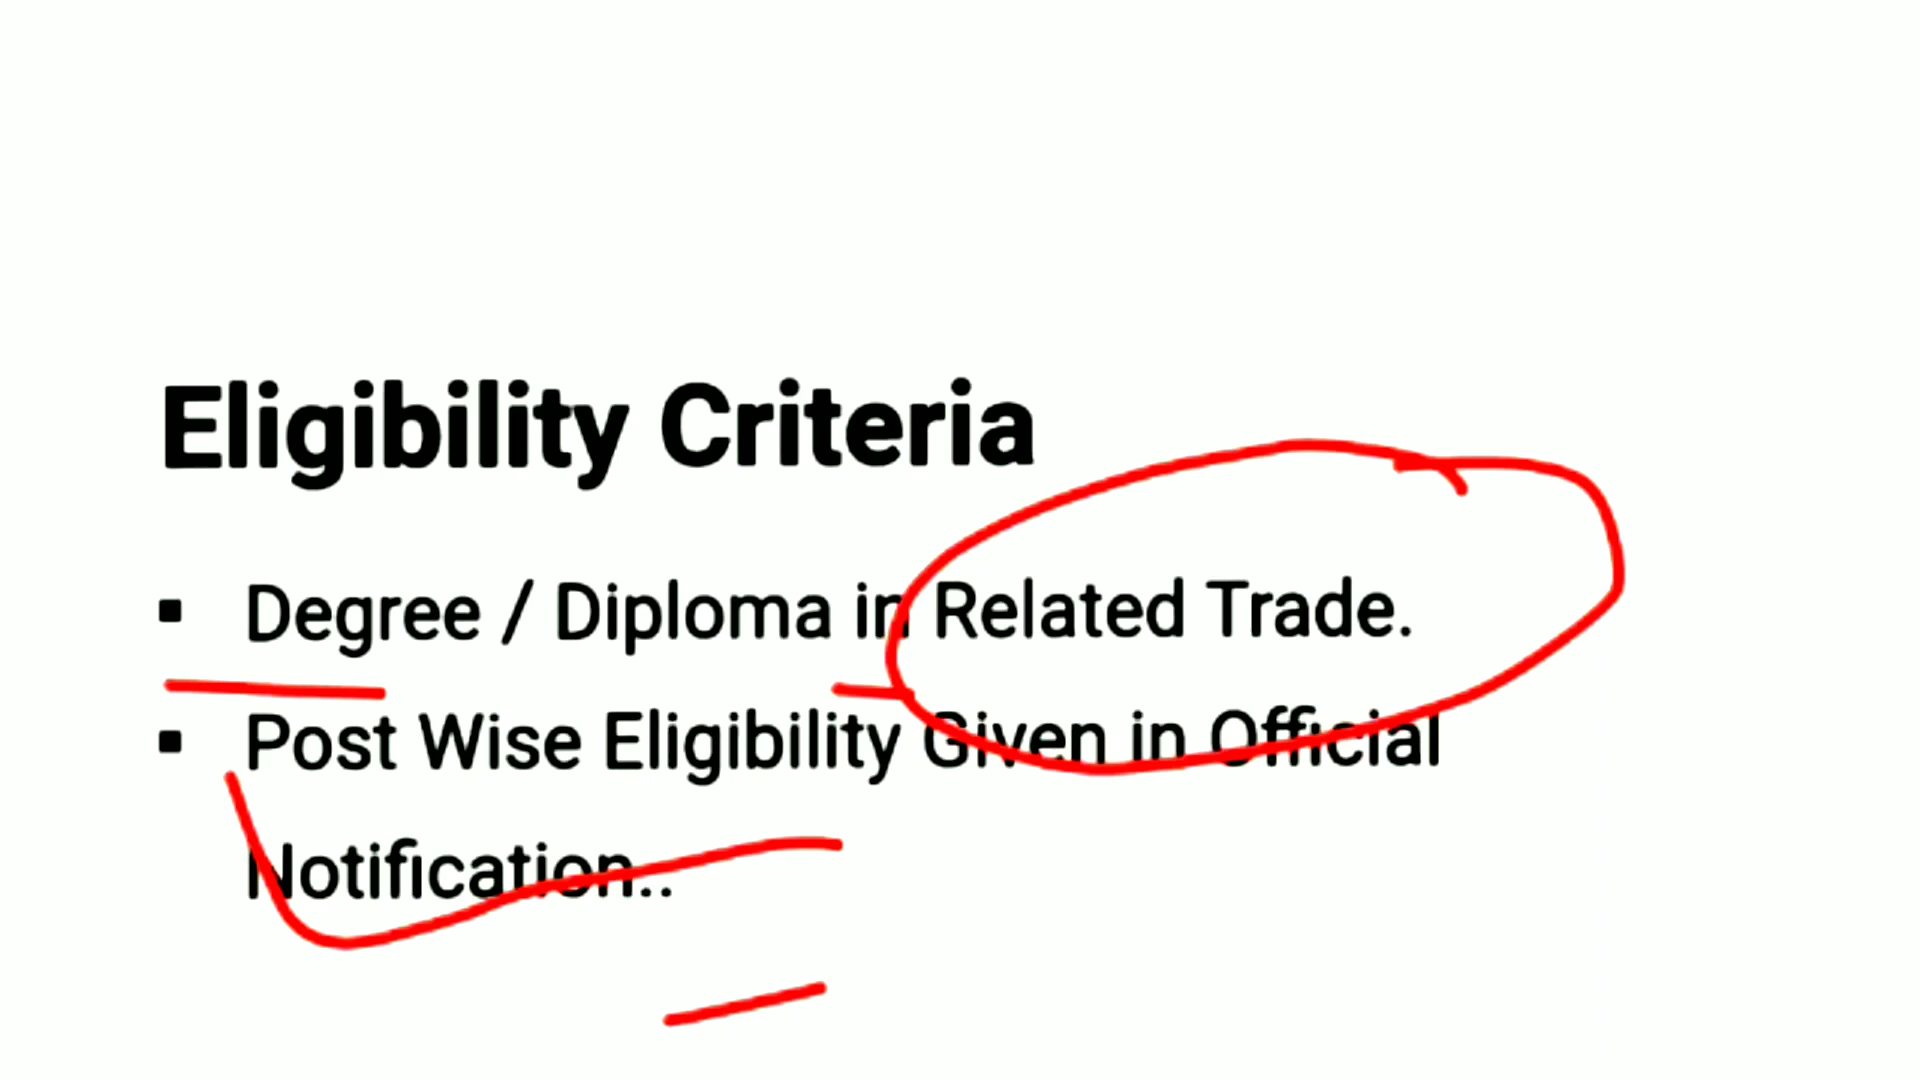 Eligibility Criteria
▪ Degree / Diploma in Related Trade.
▪ Post Wise Eligibility Given in Official
Notification..